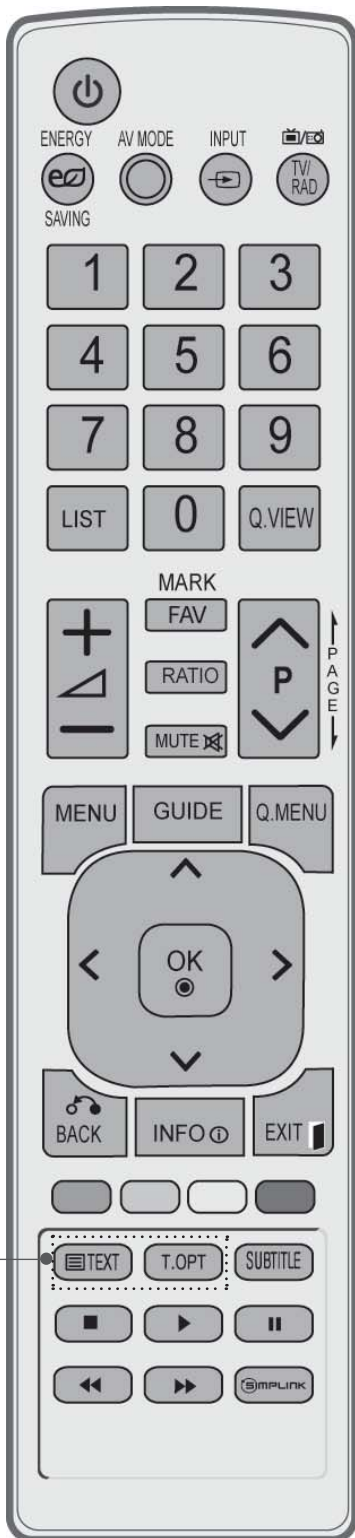 ENERGY AV MODE INPUT
TV/
RAD
SAVING
1 2 3
4 5 6
7 8 9
LIST 0 Q.VIEW
MARK
FAV
RATIO
P
PAGE
MUTE
MENU GUIDE Q.MENU
OK
BACK INFO EXIT
TEXT T.OPT SUBTITLE
SIMPLINK